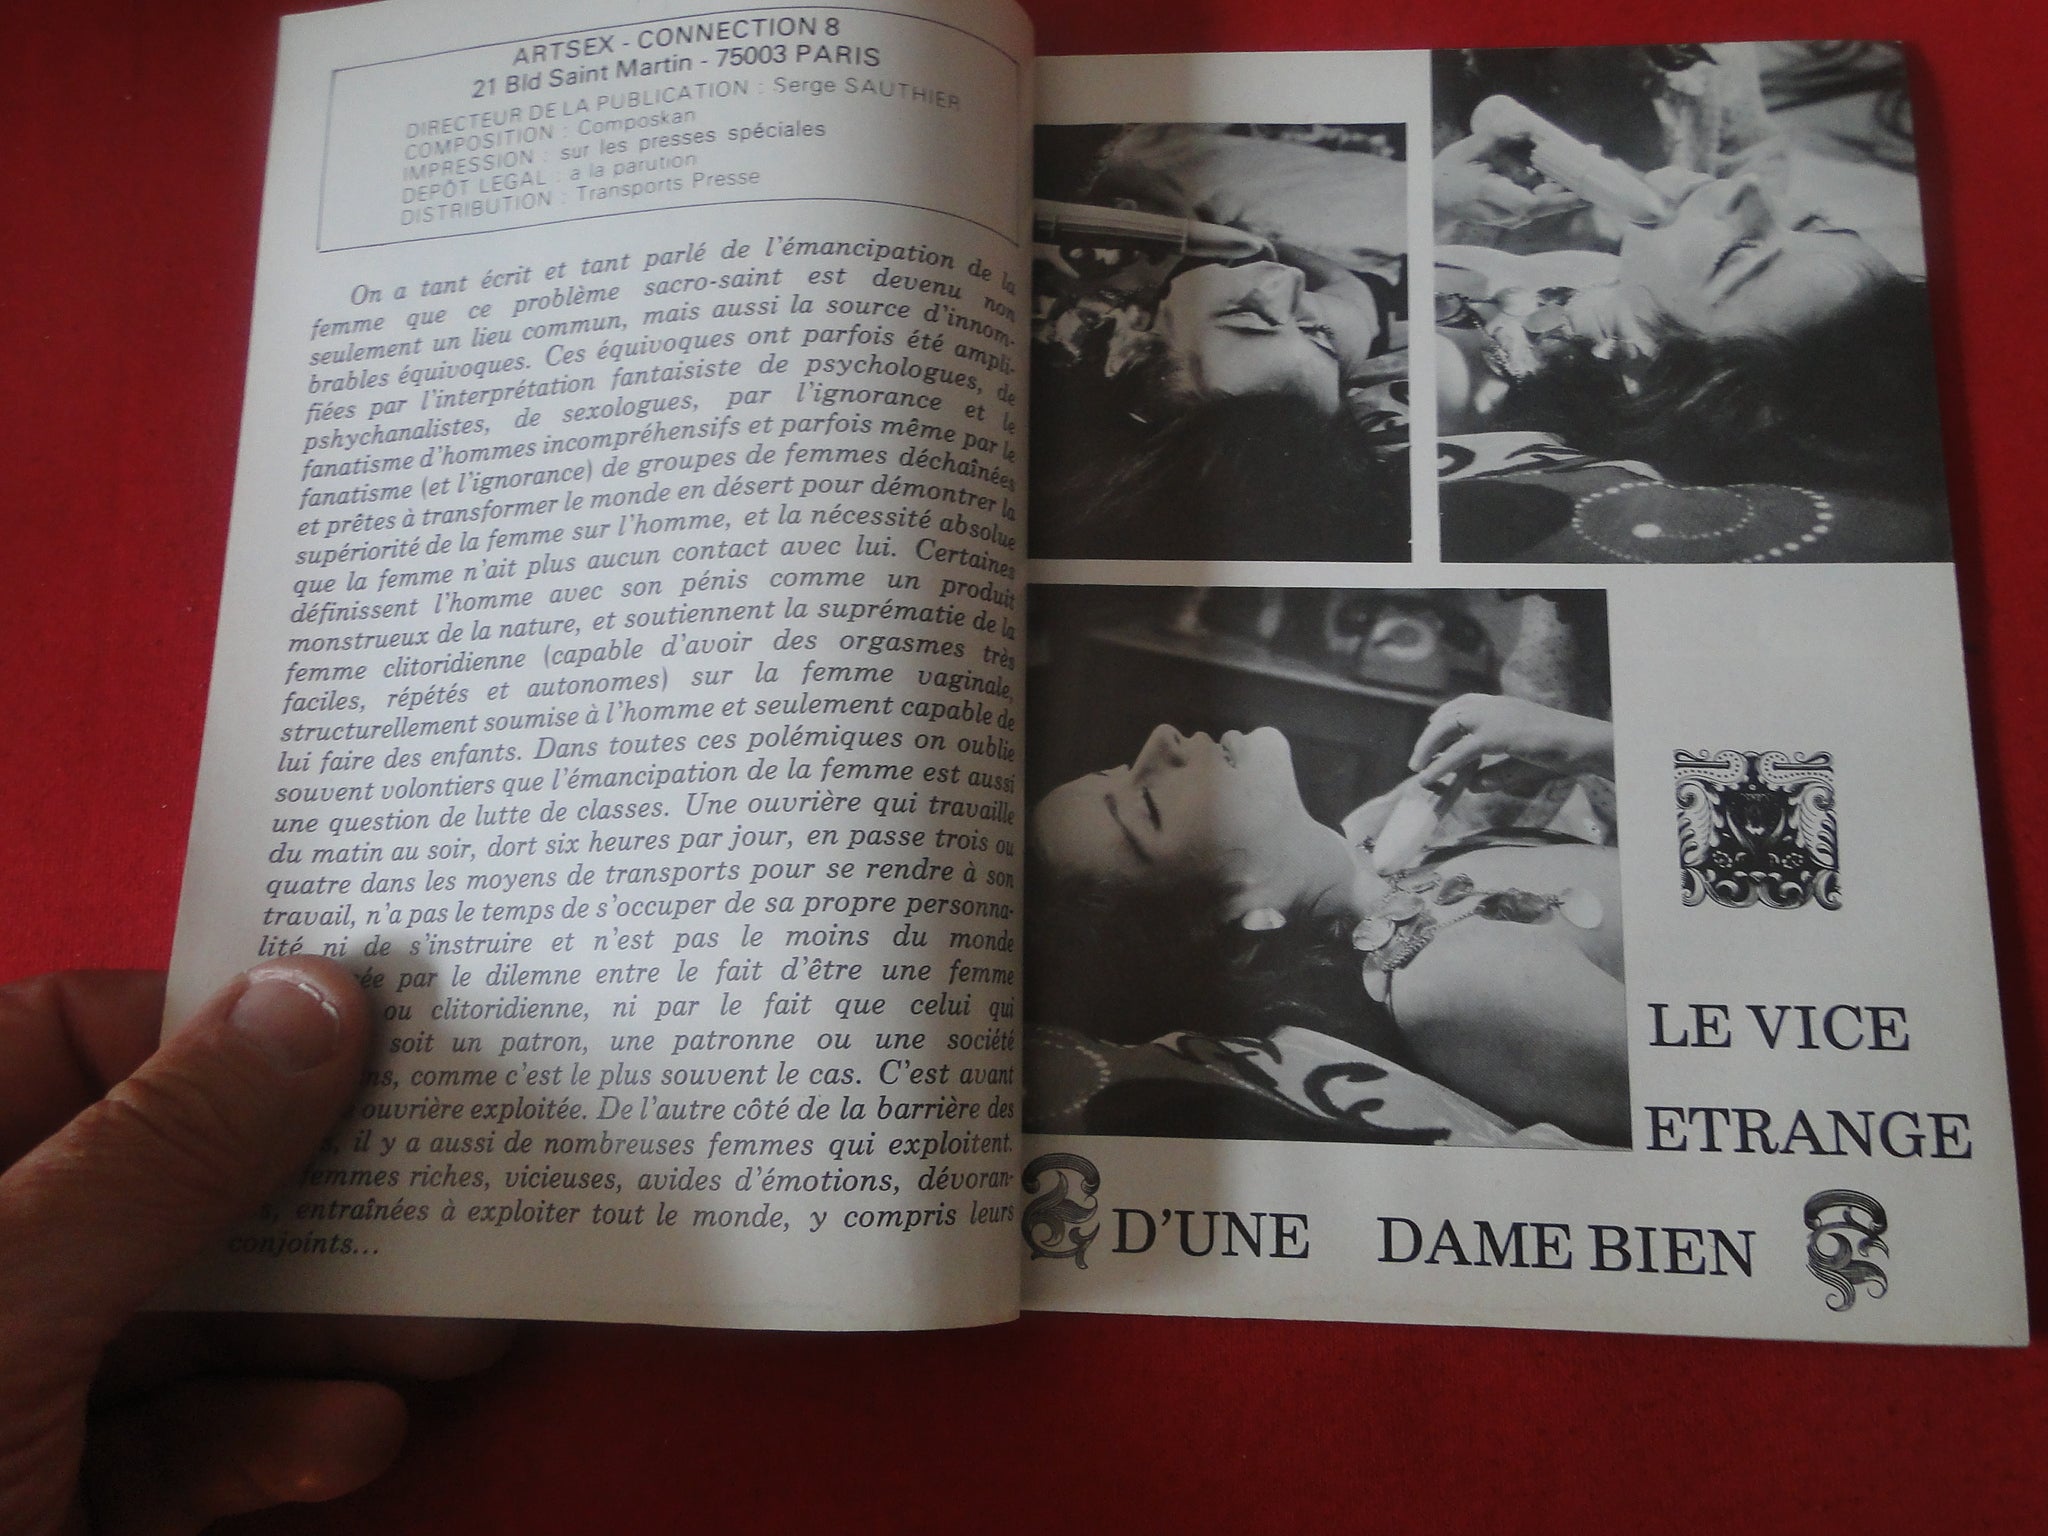 ARTSEX - CONNECTION 8
21 Bld Saint Martin - 75003 PARIS
DIRECTEUR DE LA PUBLICATION : Serge SAUTHIER
COMPOSITION : Composkan
IMPRESSION : sur les presses spéciales
DEPÔT LEGAL : a la parution
DISTRIBUTION : Transports Presse
On a tant écrit et tant parlé de l'émancipation de la
femme que ce problème sacro-saint est devenu non
seulement un lieu commun, mais aussi la source d'innom-
brables équivoques. Ces équivoques ont parfois été ampli-
fiées par l'interprétation fantaisiste de psychologues, de
pshychanalistes, de sexologues, par l'ignorance et le
fanatisme d'hommes incompréhensifs et parfois même par le
fanatisme (et l'ignorance) de groupes de femmes déchaînées
et prêtes à transformer le monde en désert pour démontrer la
supériorité de la femme sur l'homme, et la nécessité absolue
que la femme n'ait plus aucun contact avec lui. Certaines
définissent l'homme avec son pénis comme un produit
monstrueux de la nature, et soutiennent la suprématie de la
femme clitoridienne (capable d'avoir des orgasmes très
faciles, répétés et autonomes) sur la femme vaginale,
structurellement soumise à l'homme et seulement capable de
lui faire des enfants. Dans toutes ces polémiques on oublie
souvent volontiers que l'émancipation de la femme est aussi
une question de lutte de classes. Une ouvrière qui travaille
du matin au soir, dort six heures par jour, en passe trois ou
quatre dans les moyens de transports pour se rendre à son
travail, n'a pas le temps de s'occuper de sa propre personna-
lité ni de s'instruire et n'est pas le moins du monde
par le dilemne entre le fait d'être une femme
ou clitoridienne, ni par le fait que celui qui
soit un patron, une patronne ou une société
comme c'est le plus souvent le cas. C'est avant
ouvrière exploitée. De l'autre côté de la barrière des
il y a aussi de nombreuses femmes qui exploitent.
femmes riches, vicieuses, avides d'émotions, dévoran-
entraînées à exploiter tout le monde, y compris leurs
conjoints...
LE VICE
ETRANGE
D'UNE DAME BIEN